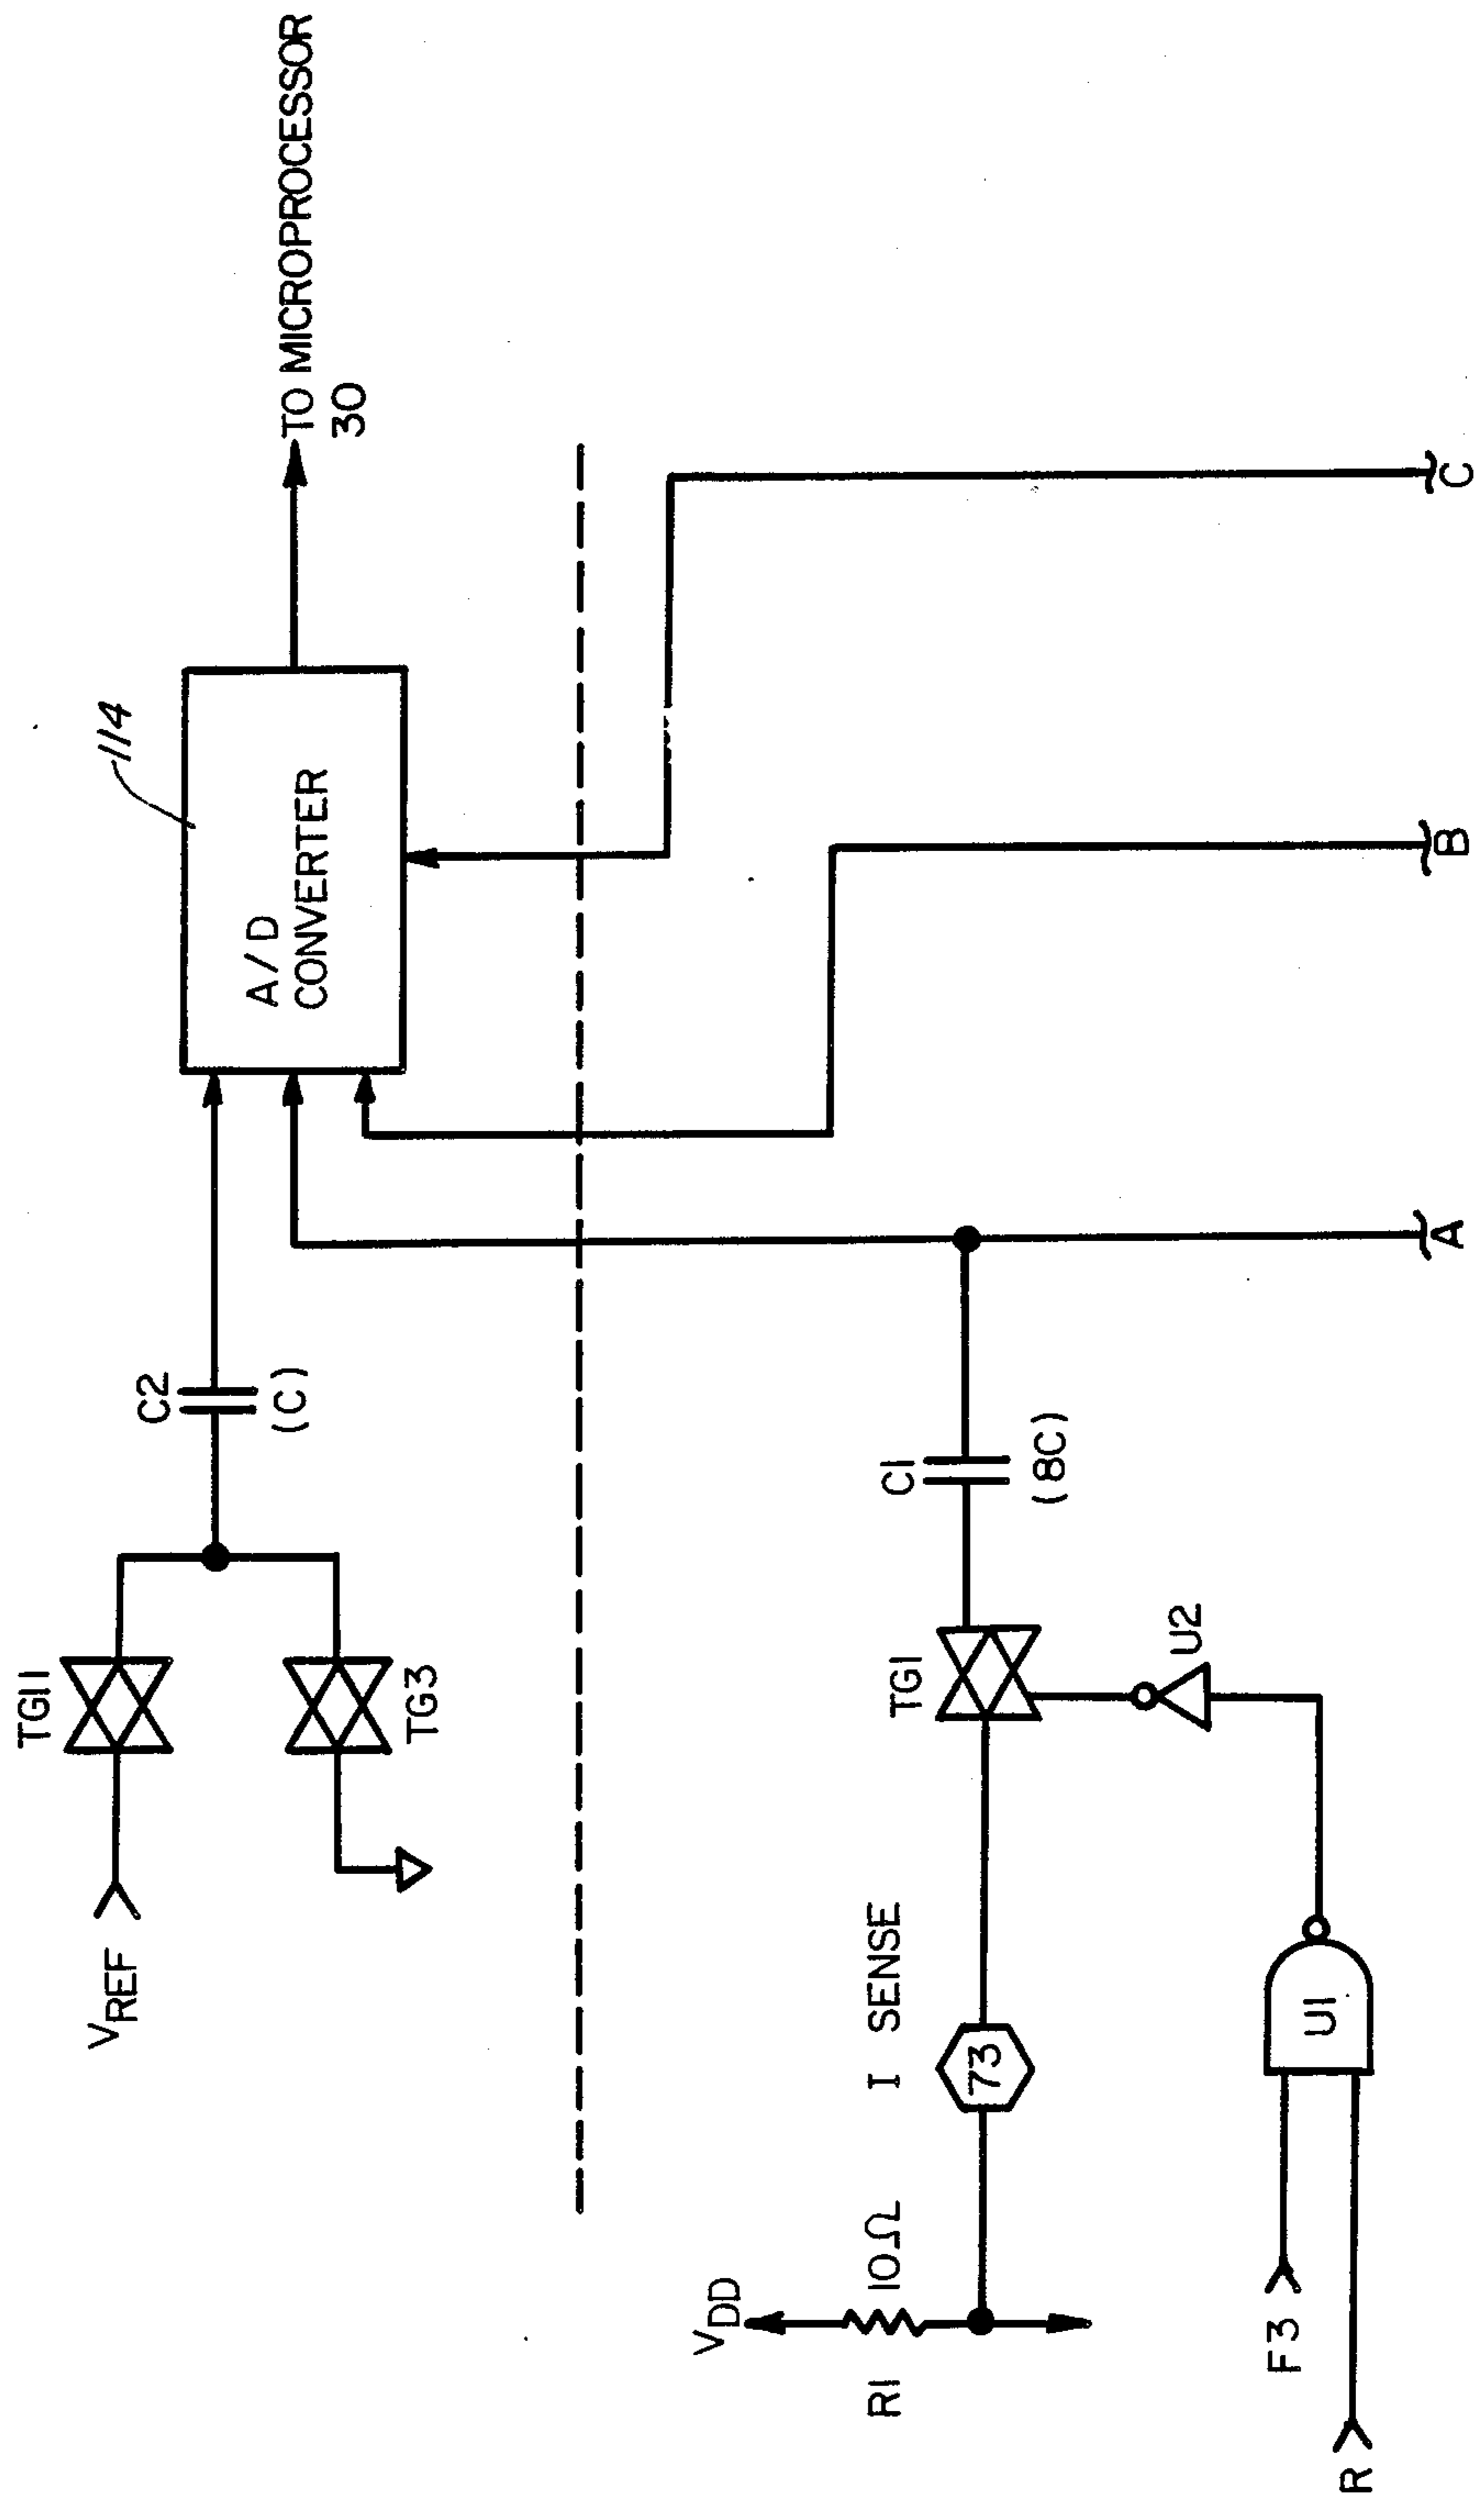 TG11
VREF
TG3
C2
(C)
114
A/D
CONVERTER
TO MICROPROCESSOR
30
VDD
R1
10Ω
I SENSE
73
TG1
C1
(8C)
U2
F3
R
U1
A
B
C